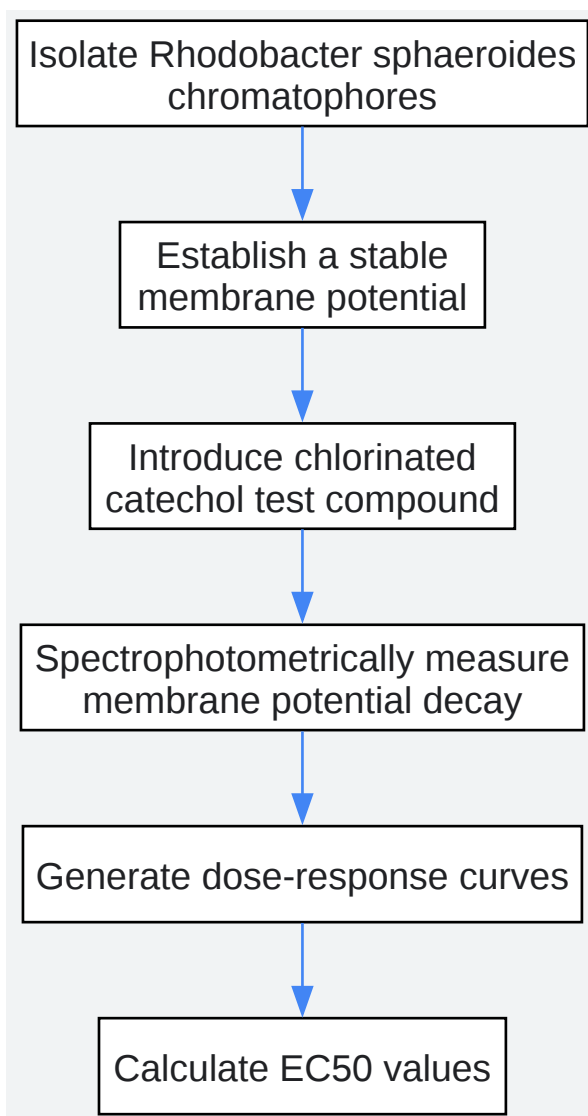 Isolate Rhodobacter sphaeroides
chromatophores
Establish a stable
membrane potential
Introduce chlorinated
catechol test compound
Spectrophotometrically measure
membrane potential decay
Generate dose-response curves
Calculate EC50 values